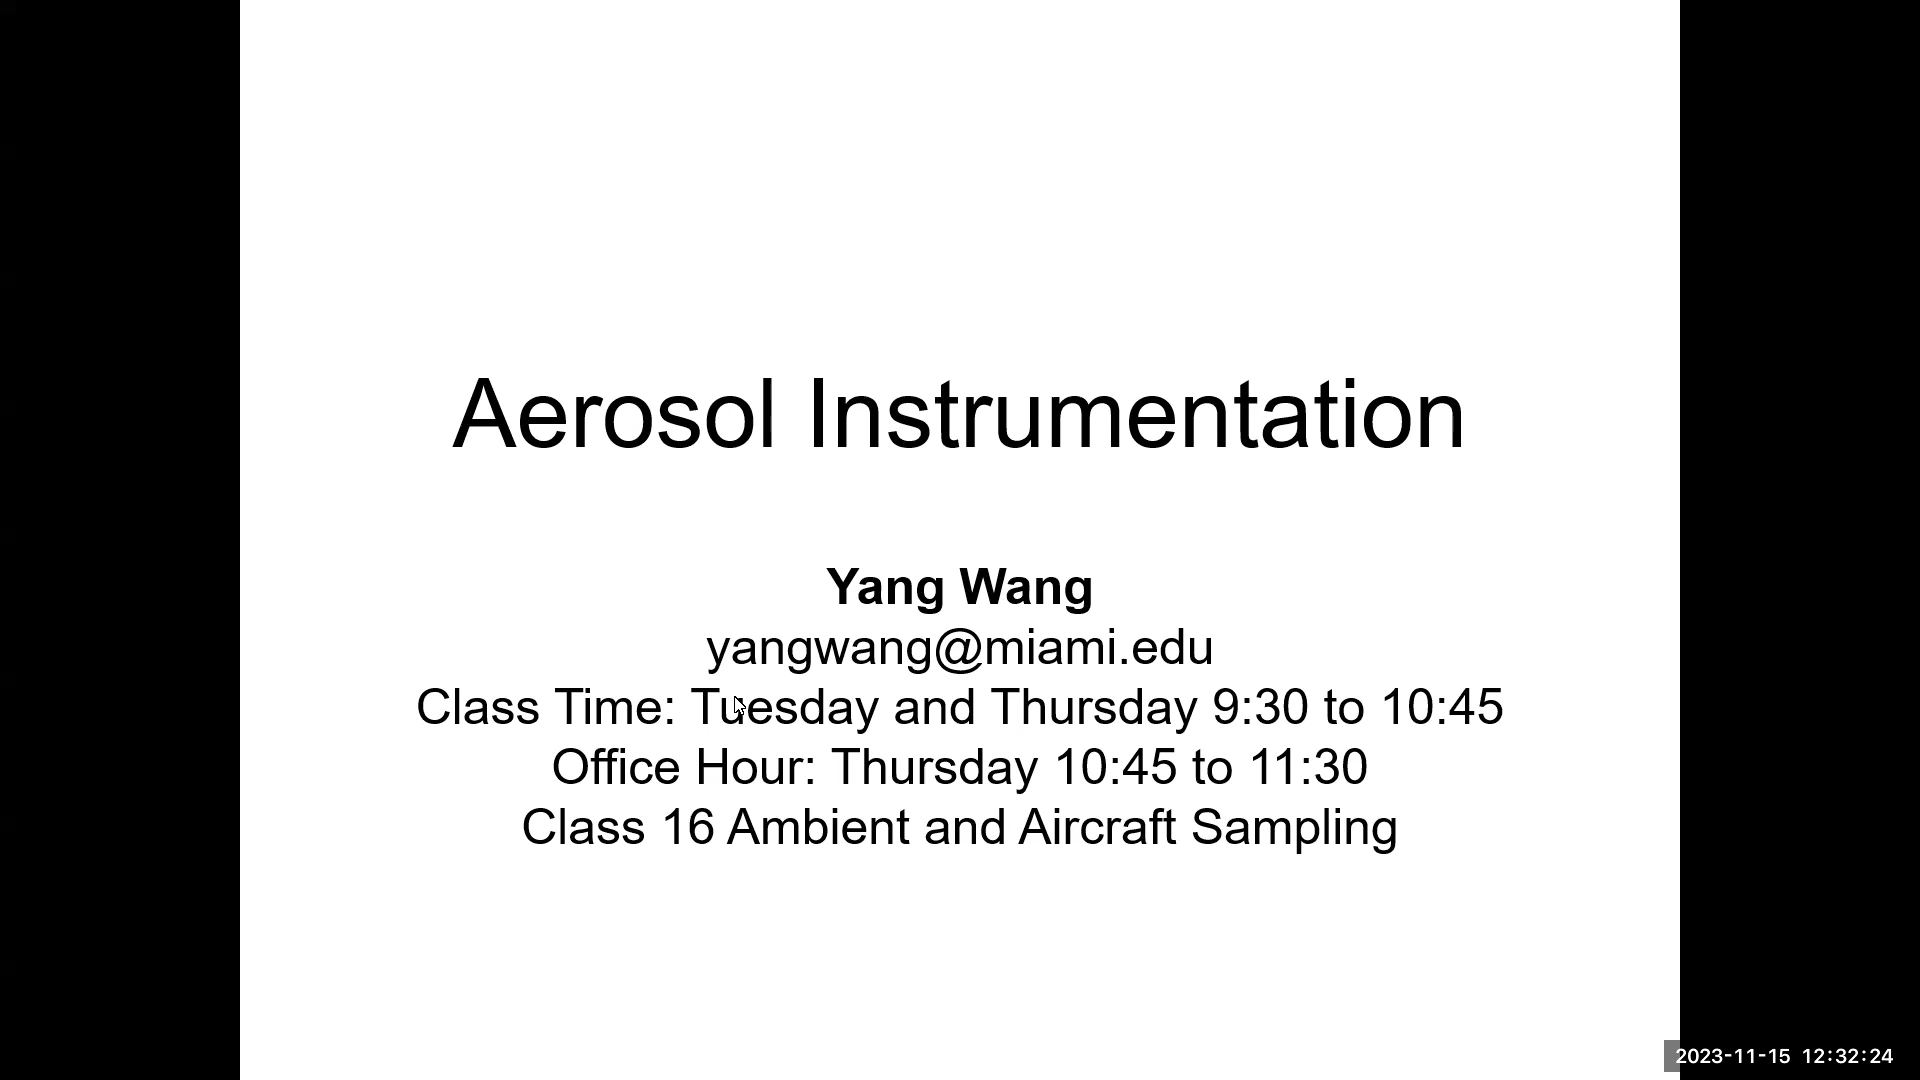 Aerosol Instrumentation
Yang Wang
yangwang@miami.edu
Class Time: Tuesday and Thursday 9:30 to 10:45
Office Hour: Thursday 10:45 to 11:30
Class 16 Ambient and Aircraft Sampling
2023-11-15 12:32:24